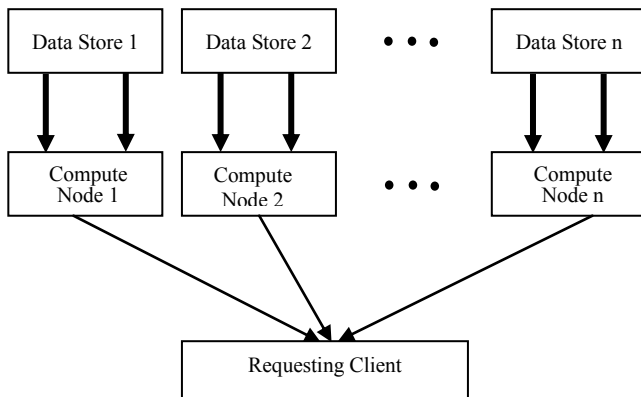 Data Store 1
Data Store 2
• • •
Data Store n
Compute
Node 1
Compute
Node 2
• • •
Compute
Node n
Requesting Client